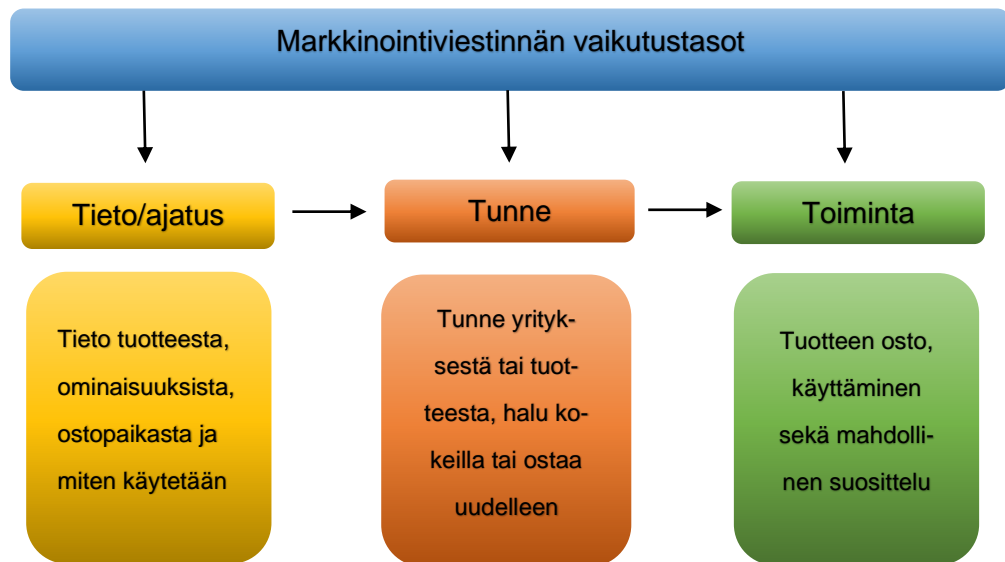 Markkinointiviestinnän vaikutustasot
Tieto/ajatus
Tunne
Toiminta
Tieto tuotteesta,
ominaisuuksista,
ostopaikasta ja
miten käytetään
Tunne yrityk-
sestä tai tuot-
teesta, halu ko-
keilla tai ostaa
uudelleen
Tuotteen osto,
käyttäminen
sekä mahdolli-
nen suosittelu